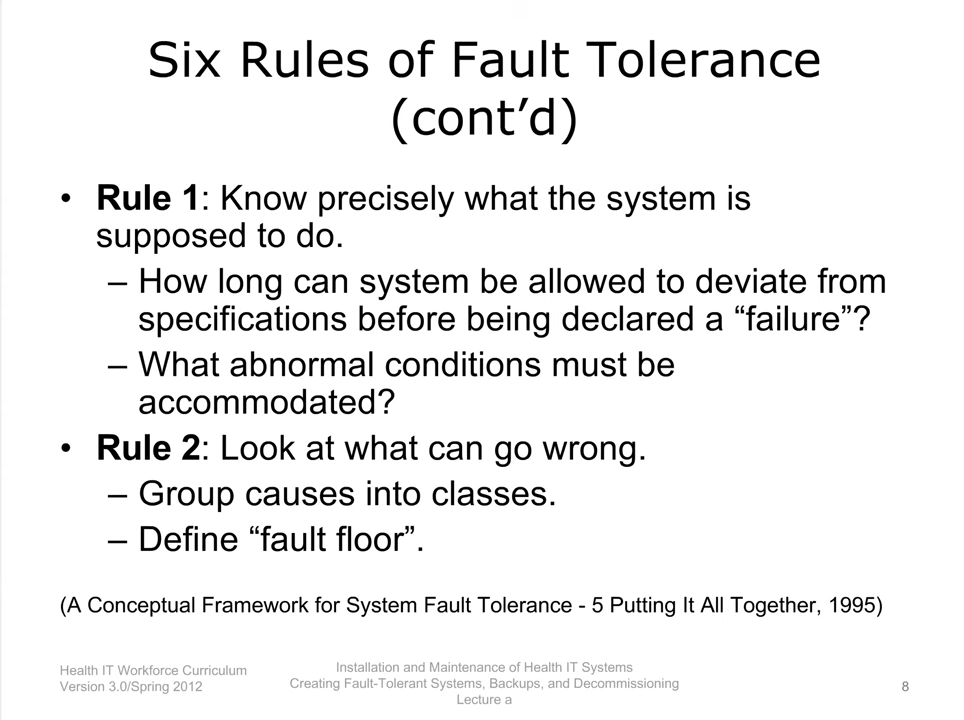 Six Rules of Fault Tolerance
(cont’d)
• Rule 1: Know precisely what the system is
supposed to do.
– How long can system be allowed to deviate from
specifications before being declared a “failure”?
– What abnormal conditions must be
accommodated?
• Rule 2: Look at what can go wrong.
– Group causes into classes.
– Define “fault floor”.
(A Conceptual Framework for System Fault Tolerance - 5 Putting It All Together, 1995)
Health IT Workforce Curriculum
Version 3.0/Spring 2012
Installation and Maintenance of Health IT Systems
Creating Fault-Tolerant Systems, Backups, and Decommissioning
Lecture a
8